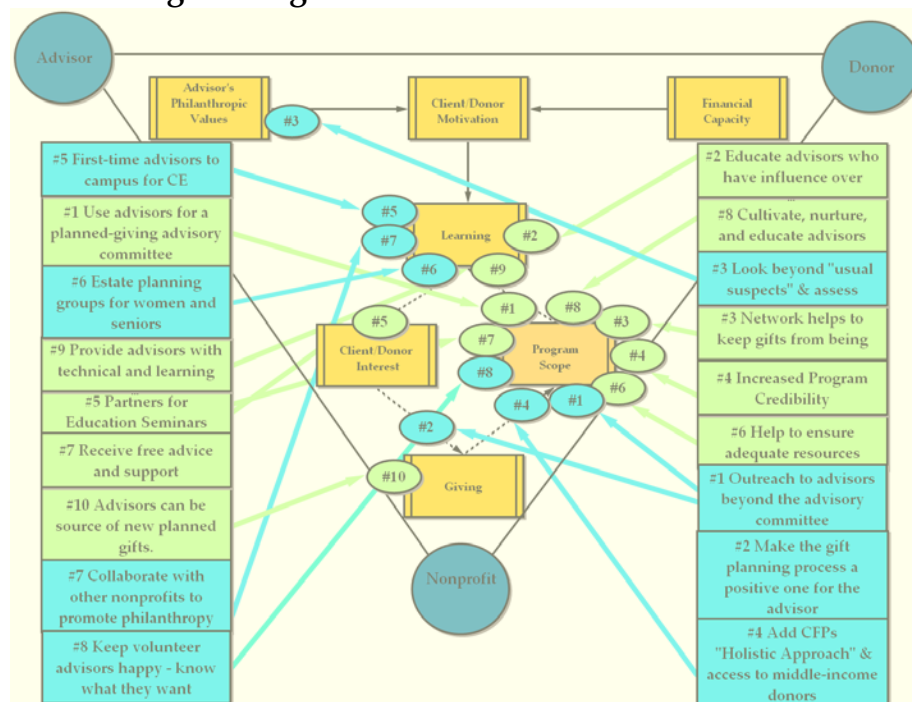 Advisor
Donor
Advisor's
Philanthropic
Values
Client/Donor
Motivation
Financial
Capacity
#3
#5 First-time advisors to
campus for CE
#1 Use advisors for a
planned-giving advisory
committee
#6 Estate planning
groups for women and
seniors
#9 Provide advisors with
technical and learning
#5 Partners for
Education Seminars
#7 Receive free advice
and support
#10 Advisors can be
source of new planned
gifts.
#7 Collaborate with
other nonprofits to
promote philanthropy
#8 Keep volunteer
advisors happy - know
what they want
#5
#7
#6
Learning
#2
#9
#5
Client/Donor
Interest
#1
#8
#3
#7
#4
#8
Program
Scope
#6
#4
#1
#2
#10
Giving
Nonprofit
#2 Educate advisors who
have influence over
#8 Cultivate, nurture,
and educate advisors
#3 Look beyond "usual
suspects" & assess
#3 Network helps to
keep gifts from being
#4 Increased Program
Credibility
#6 Help to ensure
adequate resources
#1 Outreach to advisors
beyond the advisory
committee
#2 Make the gift
planning process a
positive one for the
advisor
#4 Add CFPs
"Holistic Approach" &
access to middle-income
donors